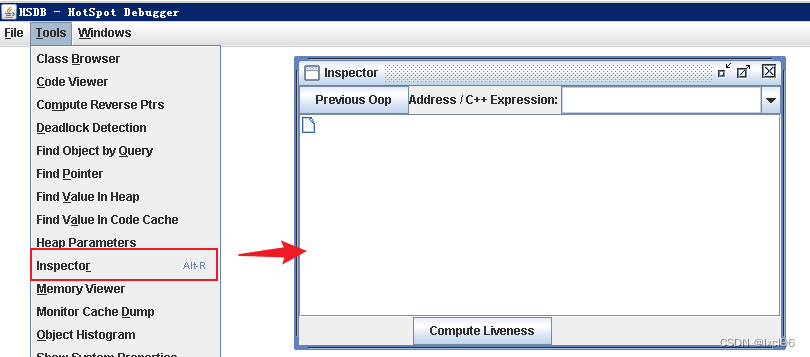 HSDB - HotSpot Debugger
File Tools Windows
Class Browser
Code Viewer
Compute Reverse Ptrs
Deadlock Detection
Find Object by Query
Find Pointer
Find Value In Heap
Find Value In Code Cache
Heap Parameters
Inspector Alt-R
Memory Viewer
Monitor Cache Dump
Object Histogram
Show System Properties
Inspector
Previous Oop Address / C++ Expression:
Compute Liveness